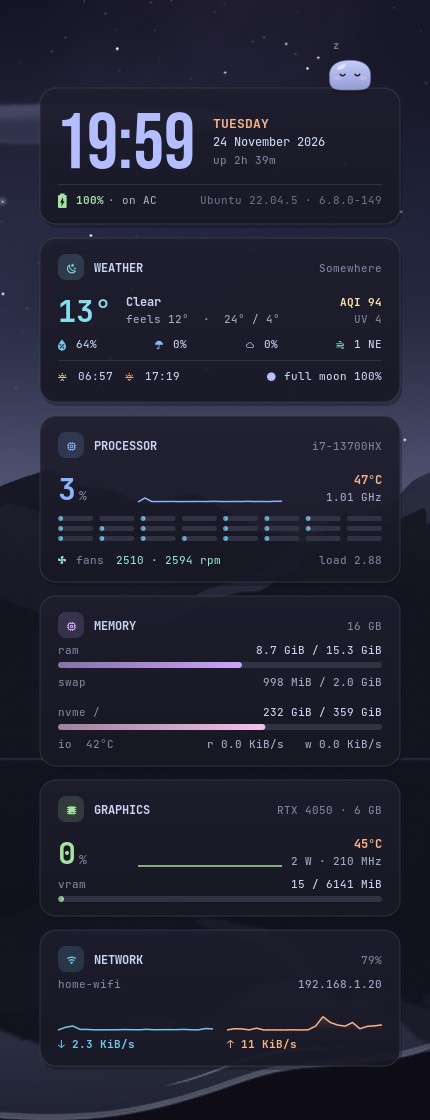 z
19:59
TUESDAY
24 November 2026
up 2h 39m
100% · on AC
Ubuntu 22.04.5 · 6.8.0-149
WEATHER
Somewhere
13°
Clear
feels 12° · 24° / 4°
AQI 94
UV 4
64%
0%
0%
1 NE
06:57
17:19
full moon 100%
PROCESSOR
i7-13700HX
3%
47°C
1.01 GHz
fans 2510 · 2594 rpm
load 2.88
MEMORY
16 GB
ram
8.7 GiB / 15.3 GiB
swap
998 MiB / 2.0 GiB
nvme /
232 GiB / 359 GiB
io 42°C
r 0.0 KiB/s w 0.0 KiB/s
GRAPHICS
RTX 4050 · 6 GB
0%
45°C
2 W · 210 MHz
vram
15 / 6141 MiB
NETWORK
79%
home-wifi
192.168.1.20
↓ 2.3 KiB/s
↑ 11 KiB/s